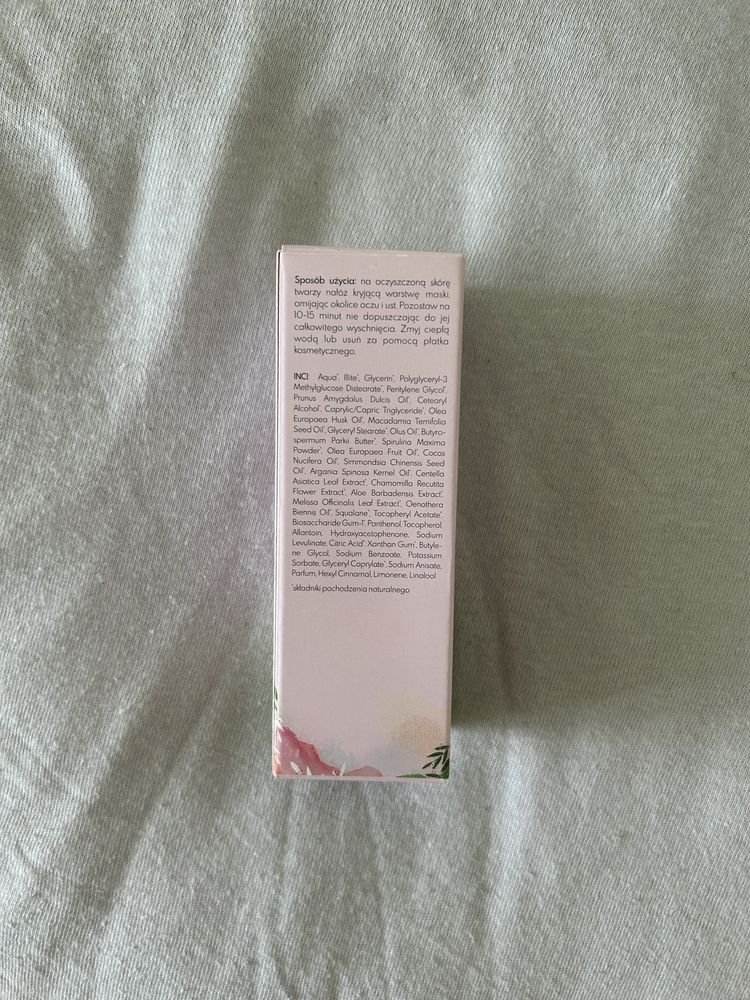 Sposób użycia: na oczyszczoną skórę
twarzy nałóż kryjącą warstwę maski,
omijając okolice oczu i ust. Pozostaw na
10-15 minut nie dopuszczając do jej
całkowitego wyschnięcia. Zmyj ciepłą
wodą lub usuń za pomocą płatka
kosmetycznego.
INCI: Aqua*, Illite*, Glycerin*, Polyglyceryl-3
Methylglucose Distearate*, Pentylene Glycol*,
Prunus Amygdalus Dulcis Oil*, Cetearyl
Alcohol*, Caprylic/Capric Triglyceride*, Olea
Europaea Husk Oil*, Macadamia Ternifolia
Seed Oil*, Glyceryl Stearate*, Olus Oil*, Butyro-
spermum Parkii Butter*, Spirulina Maxima
Powder*, Olea Europaea Fruit Oil*, Cocos
Nucifera Oil*, Simmondsia Chinensis Seed
Oil*, Argania Spinosa Kernel Oil*, Centella
Asiatica Leaf Extract*, Chamomilla Recutita
Flower Extract*, Aloe Barbadensis Extract*,
Melissa Officinalis Leaf Extract*, Oenothera
Biennis Oil*, Squalane*, Tocopheryl Acetate*,
Biosaccharide Gum-1*, Panthenol, Tocopherol,
Allantoin, Hydroxyacetophenone, Sodium
Levulinate, Citric Acid*, Xanthan Gum*, Butyle-
ne Glycol, Sodium Benzoate, Potassium
Sorbate, Glyceryl Caprylate*, Sodium Anisate,
Parfum, Hexyl Cinnamal, Limonene, Linalool
*składniki pochodzenia naturalnego